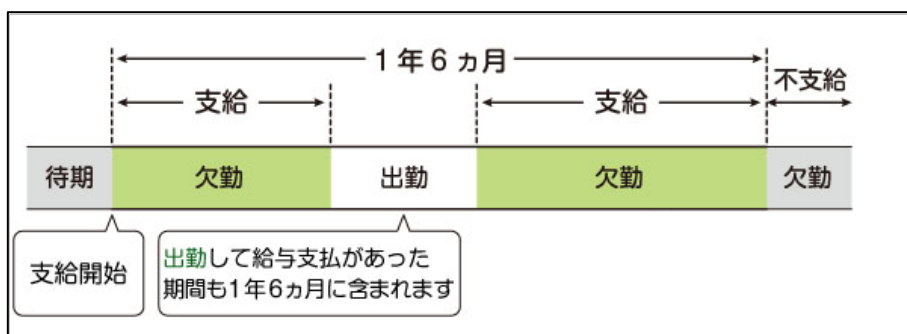 1年6ヵ月
支給
支給
不支給
待期
欠勤
出勤
欠勤
欠勤
支給開始
出勤して給与支払があった
期間も1年6ヵ月に含まれます